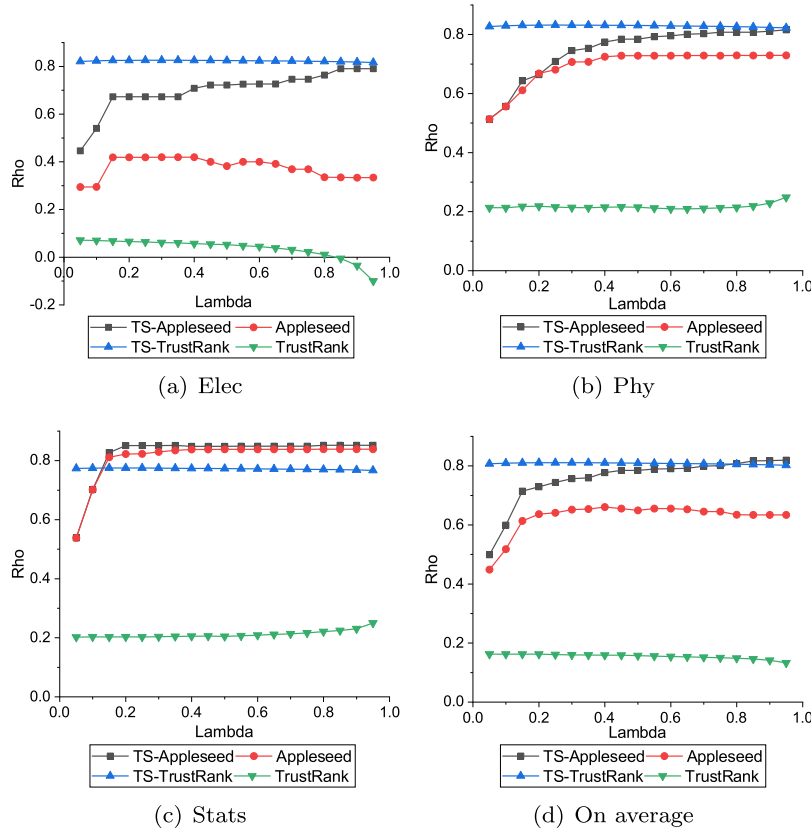 Rho
0.8
0.6
0.4
0.2
0.0
-0.2
0.0 0.2 0.4 0.6 0.8 1.0
Lambda
TS-Appleseed Appleseed
TS-TrustRank TrustRank
(a) Elec
Rho
0.8
0.6
0.4
0.2
0.0
0.0 0.2 0.4 0.6 0.8 1.0
Lambda
TS-Appleseed Appleseed
TS-TrustRank TrustRank
(b) Phy
Rho
0.8
0.6
0.4
0.2
0.0
0.0 0.2 0.4 0.6 0.8 1.0
Lambda
TS-Appleseed Appleseed
TS-TrustRank TrustRank
(c) Stats
Rho
0.8
0.6
0.4
0.2
0.0
0.0 0.2 0.4 0.6 0.8 1.0
Lambda
TS-Appleseed Appleseed
TS-TrustRank TrustRank
(d) On average